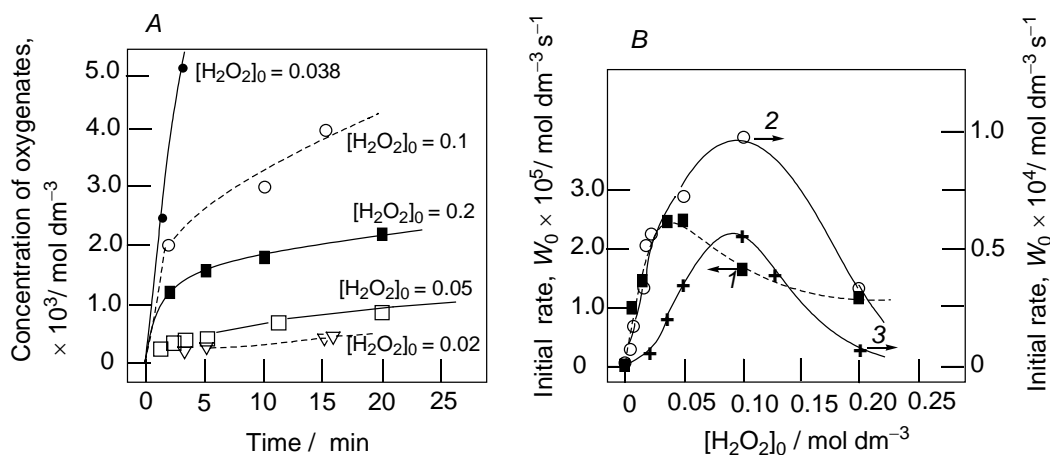 A
Concentration of oxygenates,
× 10³/ mol dm⁻³
5.0
4.0
3.0
2.0
1.0
0
[H₂O₂]₀ = 0.038
[H₂O₂]₀ = 0.1
[H₂O₂]₀ = 0.2
[H₂O₂]₀ = 0.05
[H₂O₂]₀ = 0.02
0 5 10 15 20 25
Time / min
B
Initial rate, W₀ × 10⁵/ mol dm⁻³ s⁻¹
3.0
2.0
1.0
0
2
1
3
1.0
0.5
0
Initial rate, W₀ × 10⁴/ mol dm⁻³ s⁻¹
0 0.05 0.10 0.15 0.20 0.25
[H₂O₂]₀ / mol dm⁻³